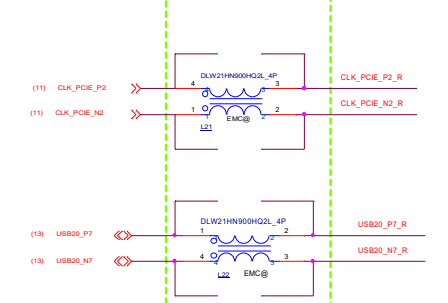 DLW21HN900HQ2L_4P
(11) CLK_PCIE_P2 4 3 CLK_PCIE_P2_R
(11) CLK_PCIE_N2 1 2 CLK_PCIE_N2_R
EMC@
L21
DLW21HN900HQ2L_4P
(13) USB20_P7 1 2 USB20_P7_R
(13) USB20_N7 4 3 USB20_N7_R
L22 EMC@